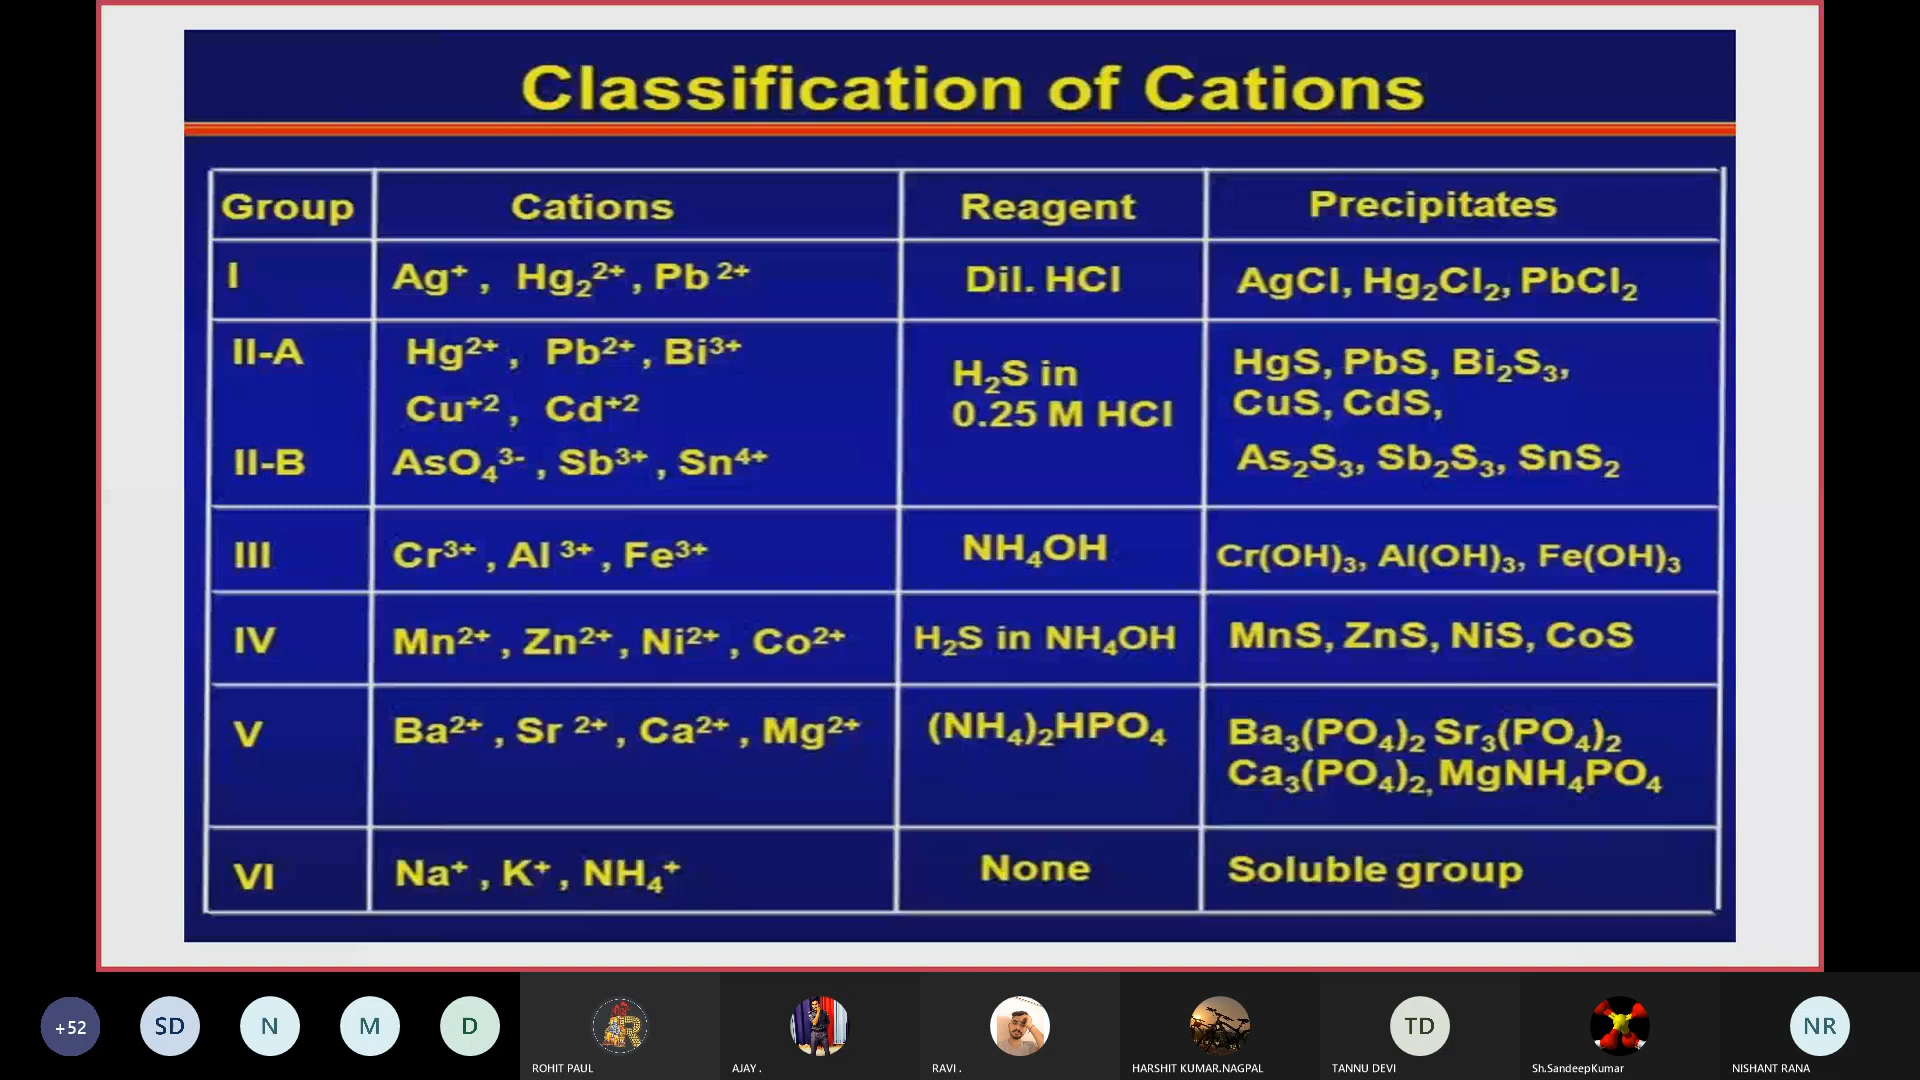 Classification of Cations
Group Cations Reagent Precipitates
I Ag⁺ , Hg₂²⁺ , Pb ²⁺ Dil. HCl AgCl, Hg₂Cl₂, PbCl₂
II-A Hg²⁺ , Pb²⁺ , Bi³⁺ H₂S in HgS, PbS, Bi₂S₃,
Cu⁺² , Cd⁺² 0.25 M HCl CuS, CdS,
II-B AsO₄³⁻ , Sb³⁺ , Sn⁴⁺ As₂S₃, Sb₂S₃, SnS₂
III Cr³⁺ , Al ³⁺ , Fe³⁺ NH₄OH Cr(OH)₃, Al(OH)₃, Fe(OH)₃
IV Mn²⁺ , Zn²⁺ , Ni²⁺ , Co²⁺ H₂S in NH₄OH MnS, ZnS, NiS, CoS
V Ba²⁺ , Sr ²⁺ , Ca²⁺ , Mg²⁺ (NH₄)₂HPO₄ Ba₃(PO₄)₂ Sr₃(PO₄)₂
Ca₃(PO₄)₂, MgNH₄PO₄
VI Na⁺ , K⁺ , NH₄⁺ None Soluble group
+52 SD N M D R TD NR
ROHIT PAUL AJAY . RAVI . HARSHIT KUMAR.NAGPAL TANNU DEVI Sh.SandeepKumar NISHANT RANA